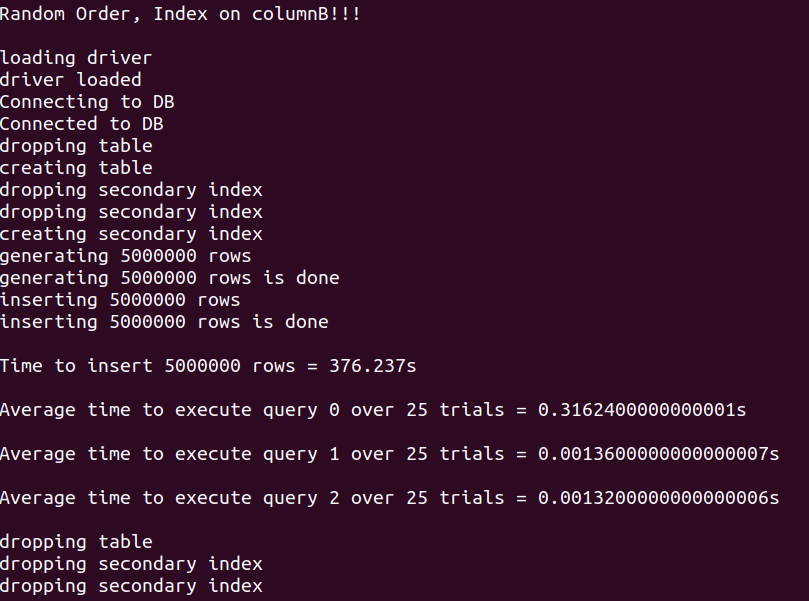 Random Order, Index on columnB!!!
loading driver
driver loaded
Connecting to DB
Connected to DB
dropping table
creating table
dropping secondary index
dropping secondary index
creating secondary index
generating 5000000 rows
generating 5000000 rows is done
inserting 5000000 rows
inserting 5000000 rows is done
Time to insert 5000000 rows = 376.237s
Average time to execute query 0 over 25 trials = 0.3162400000000001s
Average time to execute query 1 over 25 trials = 0.0013600000000000007s
Average time to execute query 2 over 25 trials = 0.0013200000000000006s
dropping table
dropping secondary index
dropping secondary index